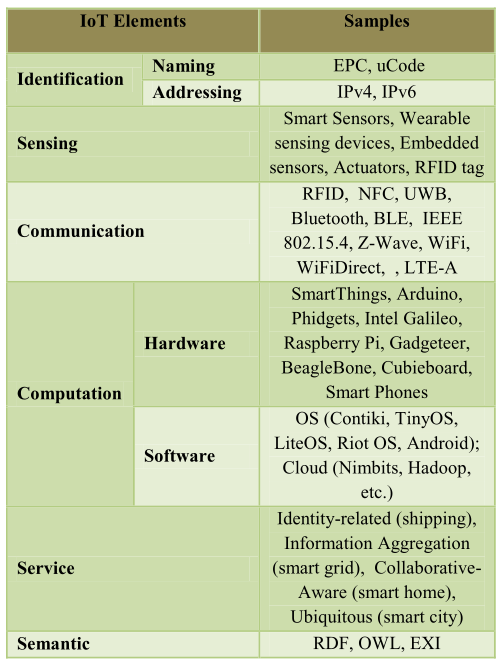 IoT Elements Samples
Identification Naming EPC, uCode
Addressing IPv4, IPv6
Sensing
Smart Sensors, Wearable
sensing devices, Embedded
sensors, Actuators, RFID tag
Communication
RFID, NFC, UWB,
Bluetooth, BLE, IEEE
802.15.4, Z-Wave, WiFi,
WiFiDirect, , LTE-A
Computation
Hardware
SmartThings, Arduino,
Phidgets, Intel Galileo,
Raspberry Pi, Gadgeteer,
BeagleBone, Cubieboard,
Smart Phones
Software
OS (Contiki, TinyOS,
LiteOS, Riot OS, Android);
Cloud (Nimbits, Hadoop,
etc.)
Service
Identity-related (shipping),
Information Aggregation
(smart grid), Collaborative-
Aware (smart home),
Ubiquitous (smart city)
Semantic RDF, OWL, EXI